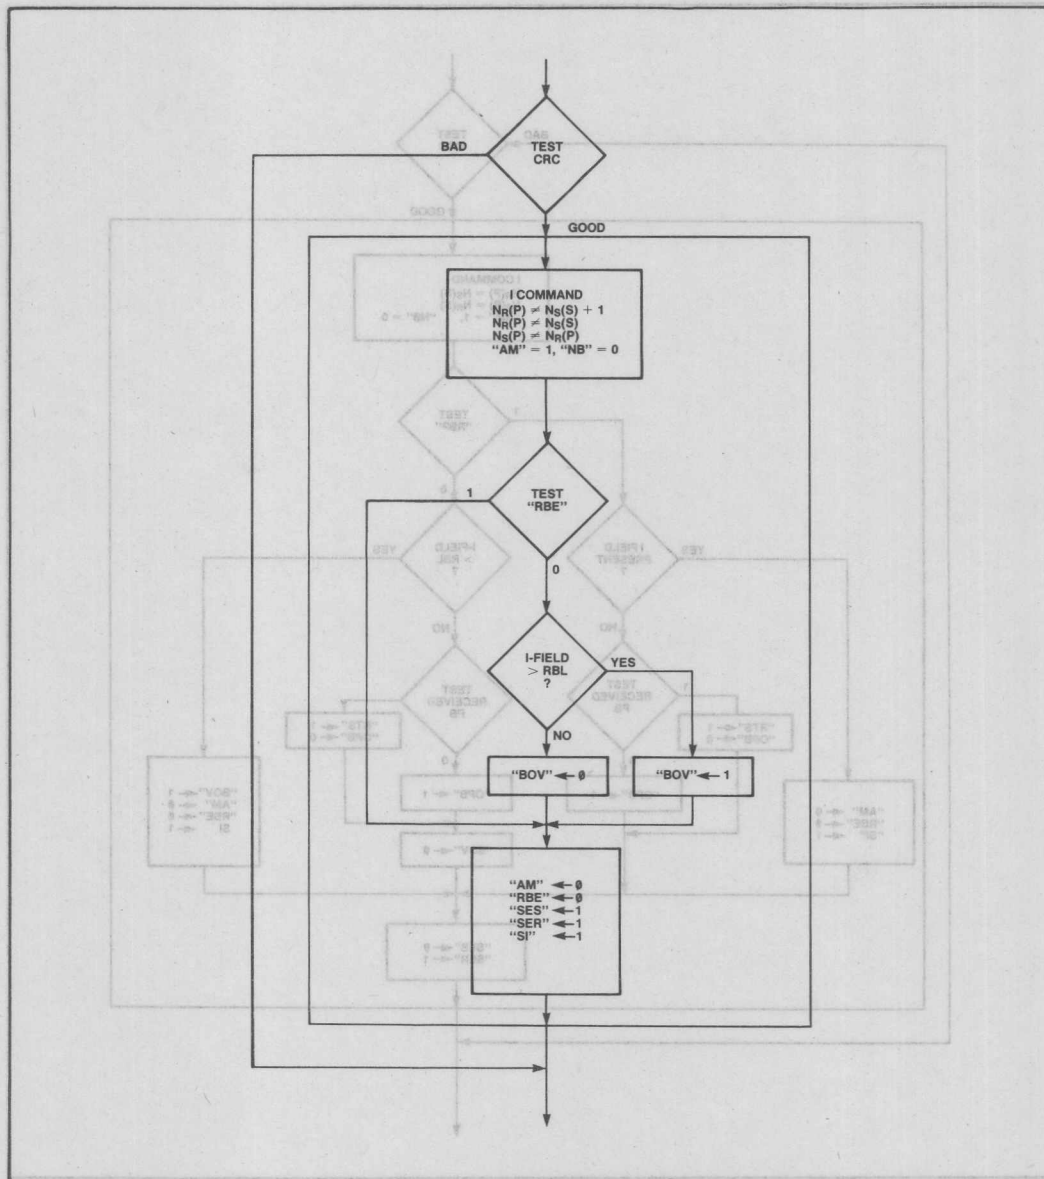 TEST
CRC
BAD
GOOD
I COMMAND
N_R(P) ≠ N_S(S) + 1
N_R(P) ≠ N_S(S)
N_S(P) ≠ N_R(P)
“AM” = 1, “NB” = 0
TEST
“RBE”
1
0
I-FIELD
> RBL
?
YES
NO
“BOV” ← 0
“BOV” ← 1
“AM” ← 0
“RBE” ← 0
“SES” ← 1
“SER” ← 1
“SI” ← 1